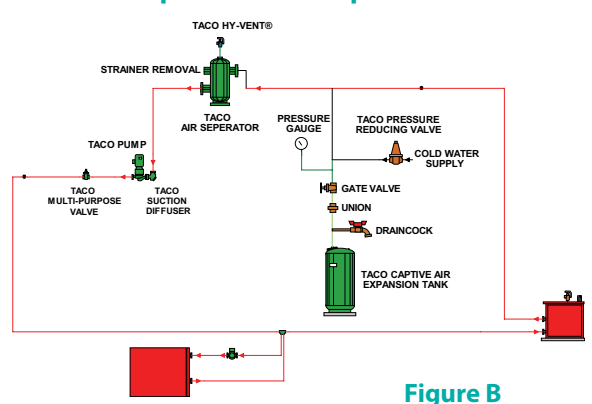 TACO HY-VENT®
STRAINER REMOVAL
TACO
AIR SEPERATOR
PRESSURE
GAUGE
TACO PRESSURE
REDUCING VALVE
COLD WATER
SUPPLY
TACO PUMP
TACO
MULTI-PURPOSE
VALVE
TACO
SUCTION
DIFFUSER
GATE VALVE
UNION
DRAINCOCK
TACO CAPTIVE AIR
EXPANSION TANK
Figure B